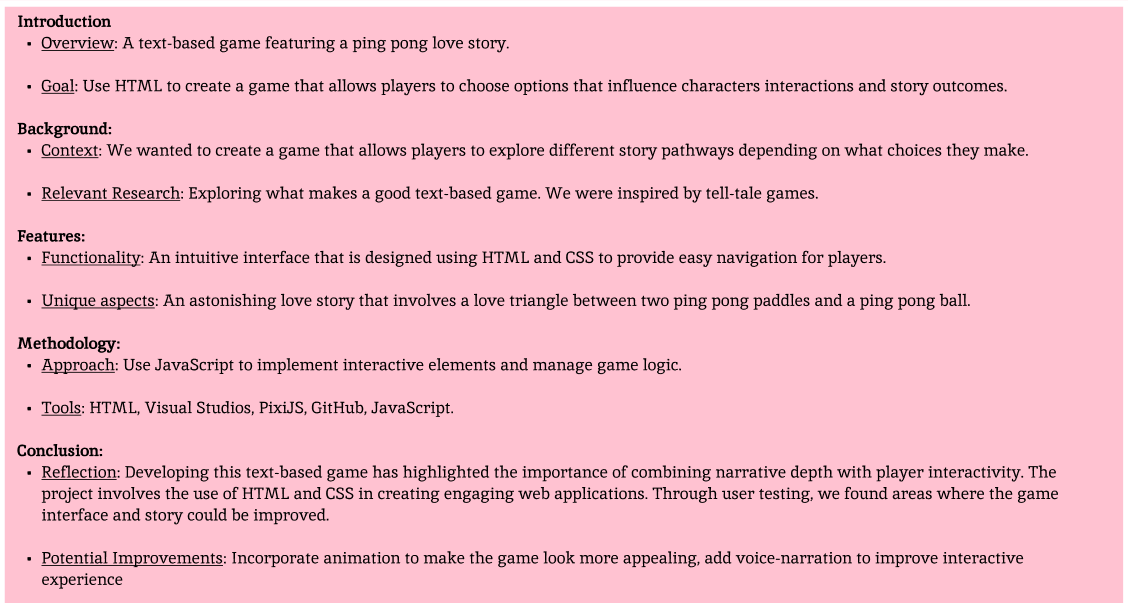 Introduction
▪ Overview: A text-based game featuring a ping pong love story.
▪ Goal: Use HTML to create a game that allows players to choose options that influence characters interactions and story outcomes.
Background:
▪ Context: We wanted to create a game that allows players to explore different story pathways depending on what choices they make.
▪ Relevant Research: Exploring what makes a good text-based game. We were inspired by tell-tale games.
Features:
▪ Functionality: An intuitive interface that is designed using HTML and CSS to provide easy navigation for players.
▪ Unique aspects: An astonishing love story that involves a love triangle between two ping pong paddles and a ping pong ball.
Methodology:
▪ Approach: Use JavaScript to implement interactive elements and manage game logic.
▪ Tools: HTML, Visual Studios, PixiJS, GitHub, JavaScript.
Conclusion:
▪ Reflection: Developing this text-based game has highlighted the importance of combining narrative depth with player interactivity. The
project involves the use of HTML and CSS in creating engaging web applications. Through user testing, we found areas where the game
interface and story could be improved.
▪ Potential Improvements: Incorporate animation to make the game look more appealing, add voice-narration to improve interactive
experience